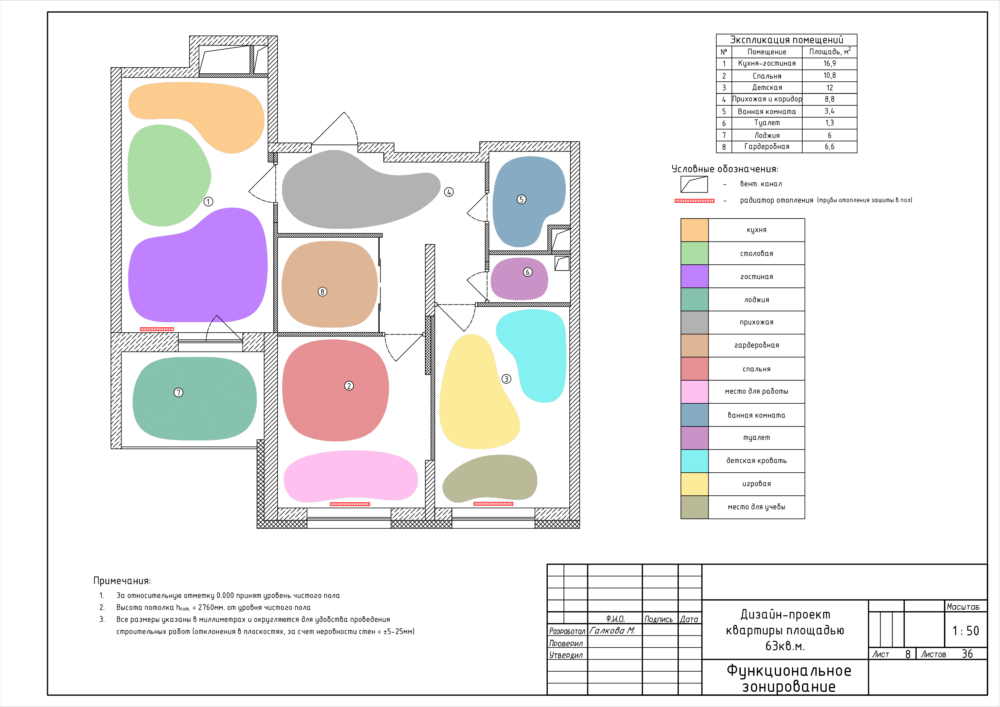 Экспликация помещений
№ Помещение Площадь, м²
1 Кухня-гостиная 16,9
2 Спальня 10,8
3 Детская 12
4 Прихожая и коридор 8,8
5 Ванная комната 3,4
6 Туалет 1,3
7 Лоджия 6
8 Гардеробная 6,6
Условные обозначения:
- вент. канал
- радиатор отопления (трубы отопления зашиты в пол)
кухня
столовая
гостиная
лоджия
прихожая
гардеробная
спальня
место для работы
ванная комната
туалет
детская кровать
игровая
место для учебы
1
4
5
6
8
2
3
7
Примечания:
1. За относительную отметку 0.000 принят уровень чистого пола
2. Высота потолка hпот. = 2760мм. от уровня чистого пола
3. Все размеры указаны в миллиметрах и округляются для удобства проведения
строительных работ (отклонения в плоскостях, за счет неровности стен = ±5-25мм)
Ф.И.О. Подпись Дата
Разработал Галкова М.
Проверил
Утвердил
Дизайн-проект
квартиры площадью
63кв.м.
Функциональное
зонирование
Масштаб
1:50
Лист 8 Листов 36